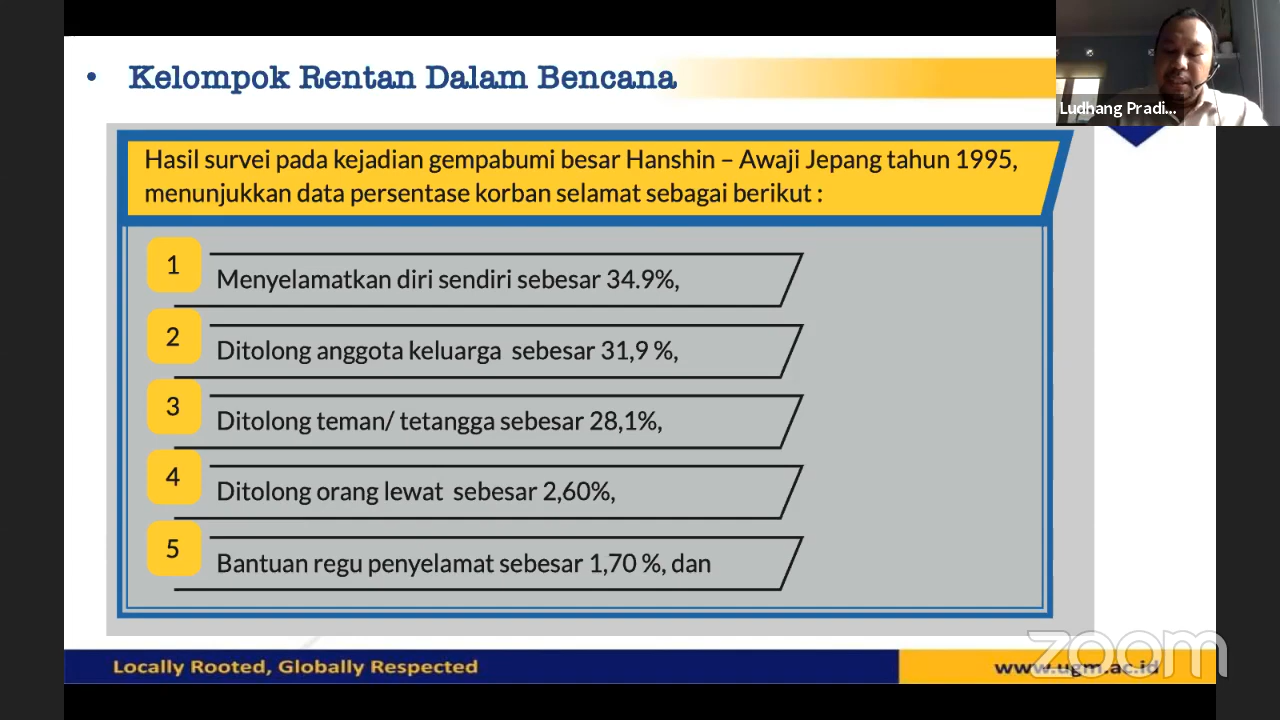 • Kelompok Rentan Dalam Bencana
Ludhang Pradi...
Hasil survei pada kejadian gempabumi besar Hanshin – Awaji Jepang tahun 1995,
menunjukkan data persentase korban selamat sebagai berikut :
1
Menyelamatkan diri sendiri sebesar 34.9%,
2
Ditolong anggota keluarga sebesar 31,9 %,
3
Ditolong teman/ tetangga sebesar 28,1%,
4
Ditolong orang lewat sebesar 2,60%,
5
Bantuan regu penyelamat sebesar 1,70 %, dan
Locally Rooted, Globally Respected
www.ugm.ac.id
zoom